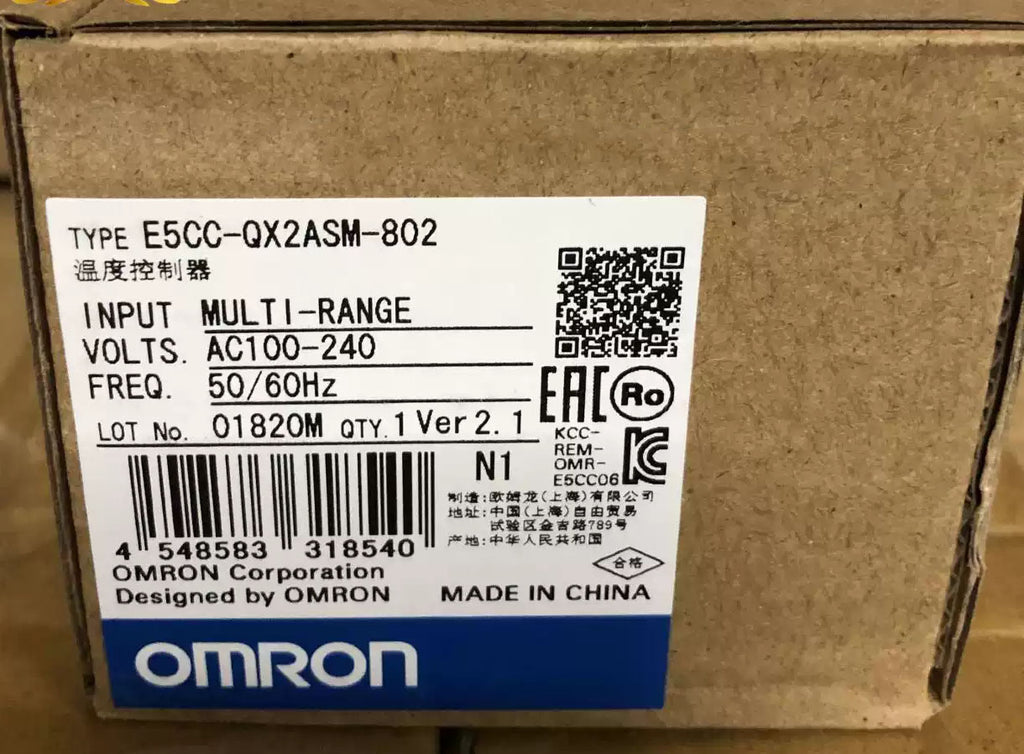 TYPE E5CC-QX2ASM-802
温度控制器
INPUT MULTI-RANGE
VOLTS. AC100-240
FREQ. 50/60Hz
LOT No. 01820M QTY.1 Ver2.1
EAC
Ro
KCC-
REM-
OMR-
E5CC06
KC
N1
制造:欧姆龙(上海)有限公司
地址:中国(上海)自由贸易
试验区金吉路789号
产地:中华人民共和国
合格
4 548583 318540
OMRON Corporation
Designed by OMRON MADE IN CHINA
OMRON